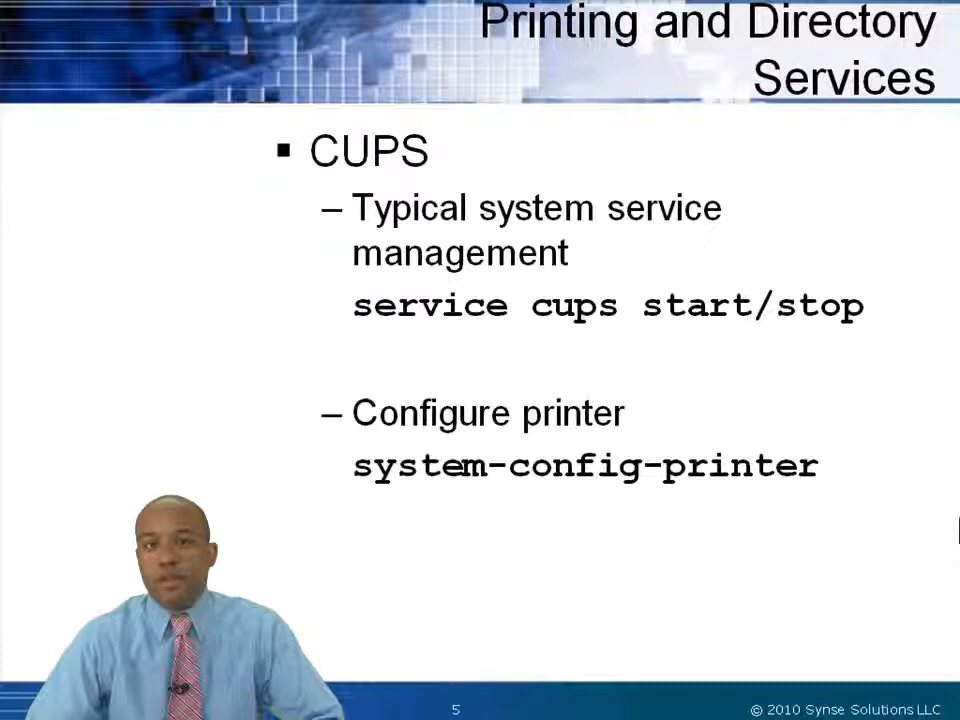 Printing and Directory
Services
▪ CUPS
– Typical system service
management
service cups start/stop
– Configure printer
system-config-printer
5
© 2010 Synse Solutions LLC